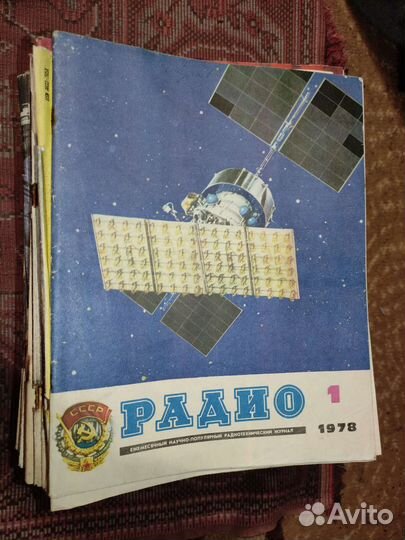 РАДИО
1
1978
ЕЖЕМЕСЯЧНЫЙ НАУЧНО-ПОПУЛЯРНЫЙ РАДИОТЕХНИЧЕСКИЙ ЖУРНАЛ
СССР
Avito